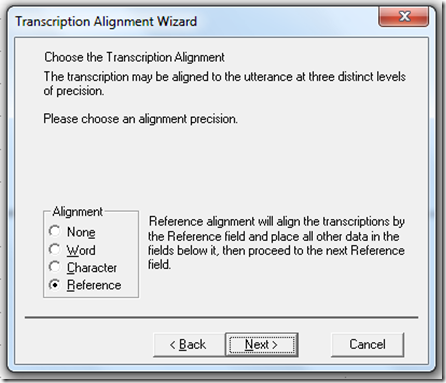 Transcription Alignment Wizard
Choose the Transcription Alignment
The transcription may be aligned to the utterance at three distinct levels
of precision.
Please choose an alignment precision.
Alignment
None
Word
Character
Reference
Reference alignment will align the transcriptions by
the Reference field and place all other data in the
fields below it, then proceed to the next Reference
field.
< Back
Next >
Cancel